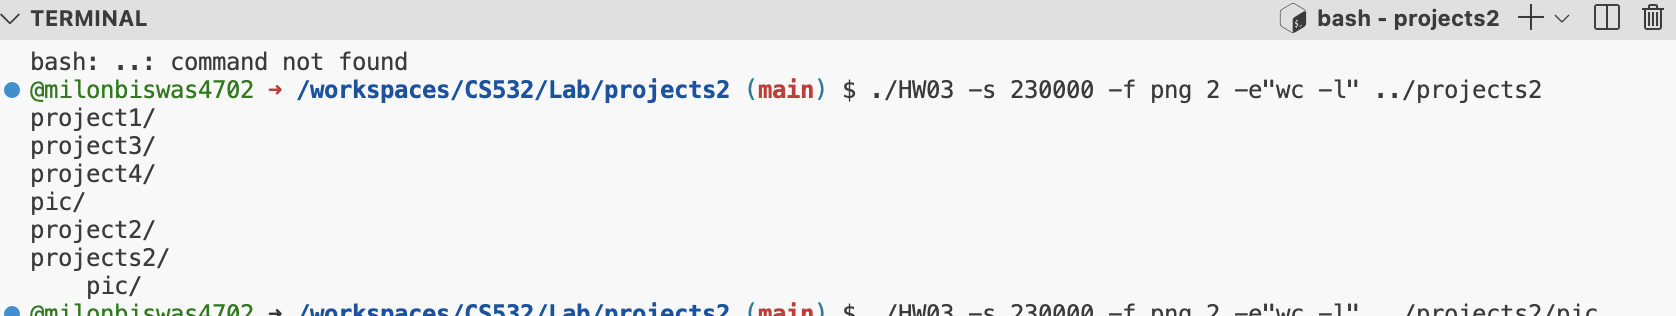 TERMINAL bash - projects2
bash: ..: command not found
@milonbiswas4702 → /workspaces/CS532/Lab/projects2 (main) $ ./HW03 -s 230000 -f png 2 -e"wc -l" ../projects2
project1/
project3/
project4/
pic/
project2/
projects2/
pic/
@milonbiswas4702 → /workspaces/CS532/Lab/projects2 (main) $ ./HW03 -s 230000 -f png 2 -e"wc -l" ../projects2/pic